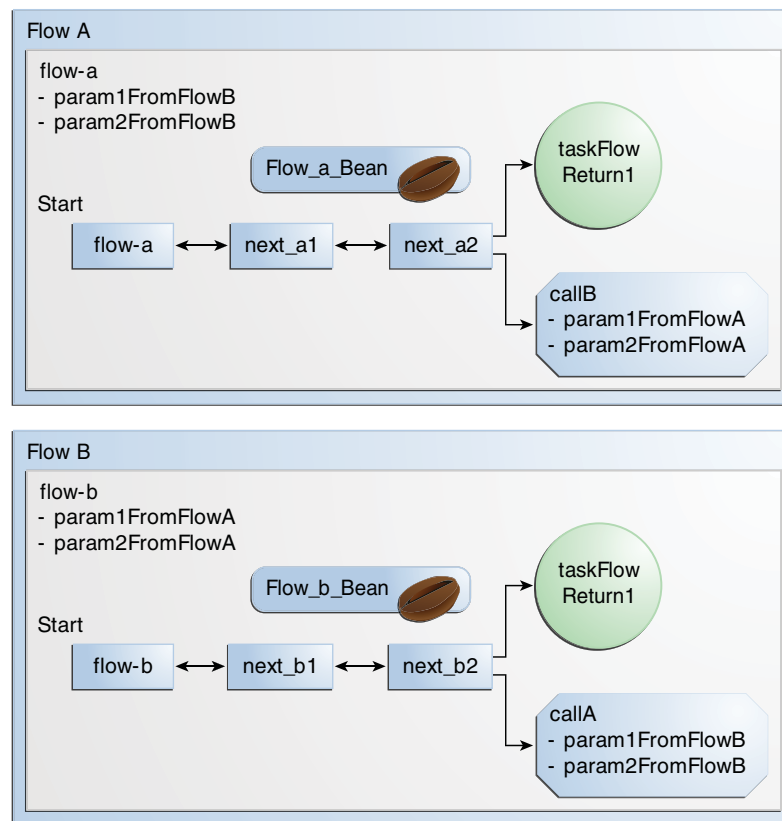 Flow A
flow-a
- param1FromFlowB
- param2FromFlowB
Flow_a_Bean
taskFlow
Return1
Start
flow-a
next_a1
next_a2
callB
- param1FromFlowA
- param2FromFlowA
Flow B
flow-b
- param1FromFlowA
- param2FromFlowA
Flow_b_Bean
taskFlow
Return1
Start
flow-b
next_b1
next_b2
callA
- param1FromFlowB
- param2FromFlowB